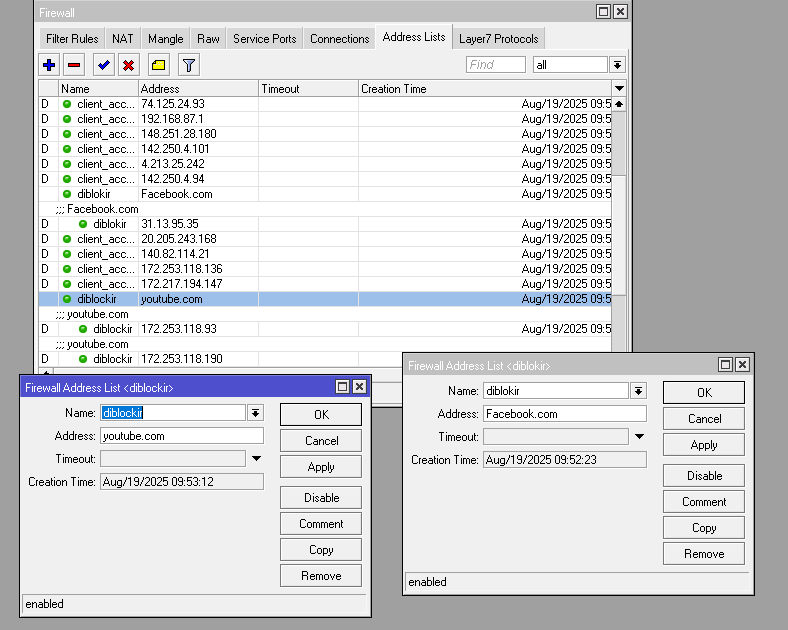 Firewall
Filter Rules NAT Mangle Raw Service Ports Connections Address Lists Layer7 Protocols
Find all
Name Address Timeout Creation Time
D client_acc... 74.125.24.93 Aug/19/2025 09:5
D client_acc... 192.168.87.1 Aug/19/2025 09:5
D client_acc... 148.251.28.180 Aug/19/2025 09:5
D client_acc... 142.250.4.101 Aug/19/2025 09:5
D client_acc... 4.213.25.242 Aug/19/2025 09:5
D client_acc... 142.250.4.94 Aug/19/2025 09:5
diblokir Facebook.com Aug/19/2025 09:5
;;; Facebook.com
D diblokir 31.13.95.35 Aug/19/2025 09:5
D client_acc... 20.205.243.168 Aug/19/2025 09:5
D client_acc... 140.82.114.21 Aug/19/2025 09:5
D client_acc... 172.253.118.136 Aug/19/2025 09:5
D client_acc... 172.217.194.147 Aug/19/2025 09:5
diblockir youtube.com Aug/19/2025 09:5
;;; youtube.com
D diblockir 172.253.118.93 Aug/19/2025 09:5
;;; youtube.com
D diblockir 172.253.118.190 Aug/19/2025 09:5
Firewall Address List <diblockir>
Name: diblockir OK
Address: youtube.com Cancel
Timeout: Apply
Creation Time: Aug/19/2025 09:53:12
Disable
Comment
Copy
Remove
enabled
Firewall Address List <diblokir>
Name: diblokir OK
Address: Facebook.com Cancel
Timeout: Apply
Creation Time: Aug/19/2025 09:52:23
Disable
Comment
Copy
Remove
enabled